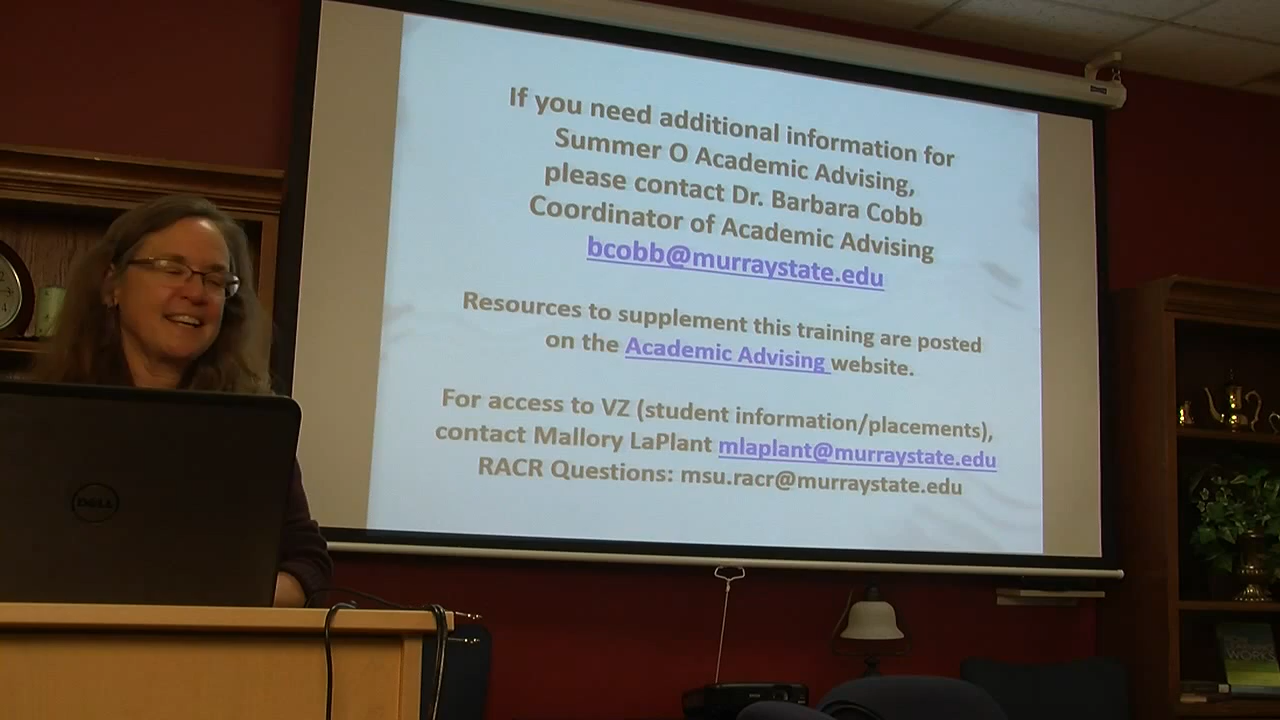 If you need additional information for
Summer O Academic Advising,
please contact Dr. Barbara Cobb
Coordinator of Academic Advising
bcobb@murraystate.edu
Resources to supplement this training are posted
on the Academic Advising website.
For access to VZ (student information/placements),
contact Mallory LaPlant mlaplant@murraystate.edu
RACR Questions: msu.racr@murraystate.edu
DELL